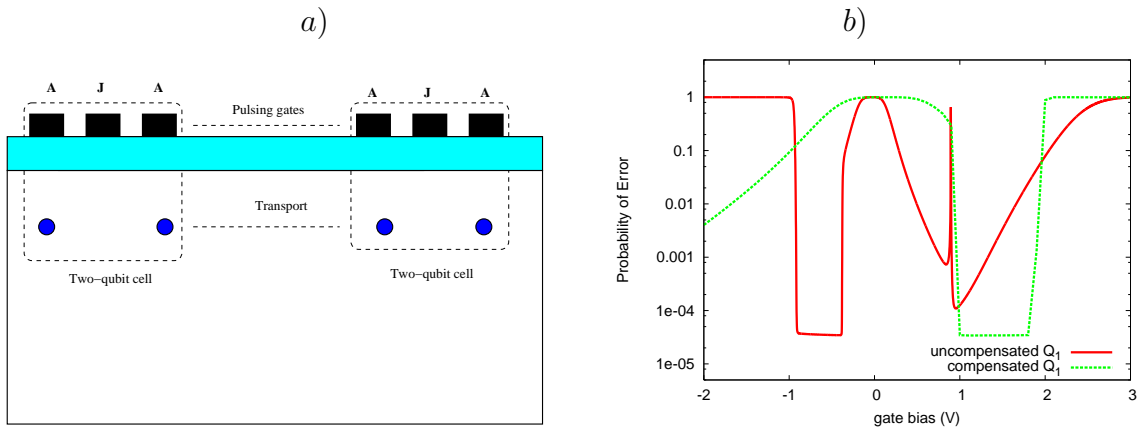 a)
A J A
A J A
Pulsing gates
Transport
Two-qubit cell
Two-qubit cell
b)
Probability of Error
1
0.1
0.01
0.001
1e-04
1e-05
-2 -1 0 1 2 3
gate bias (V)
uncompensated Q1
compensated Q1